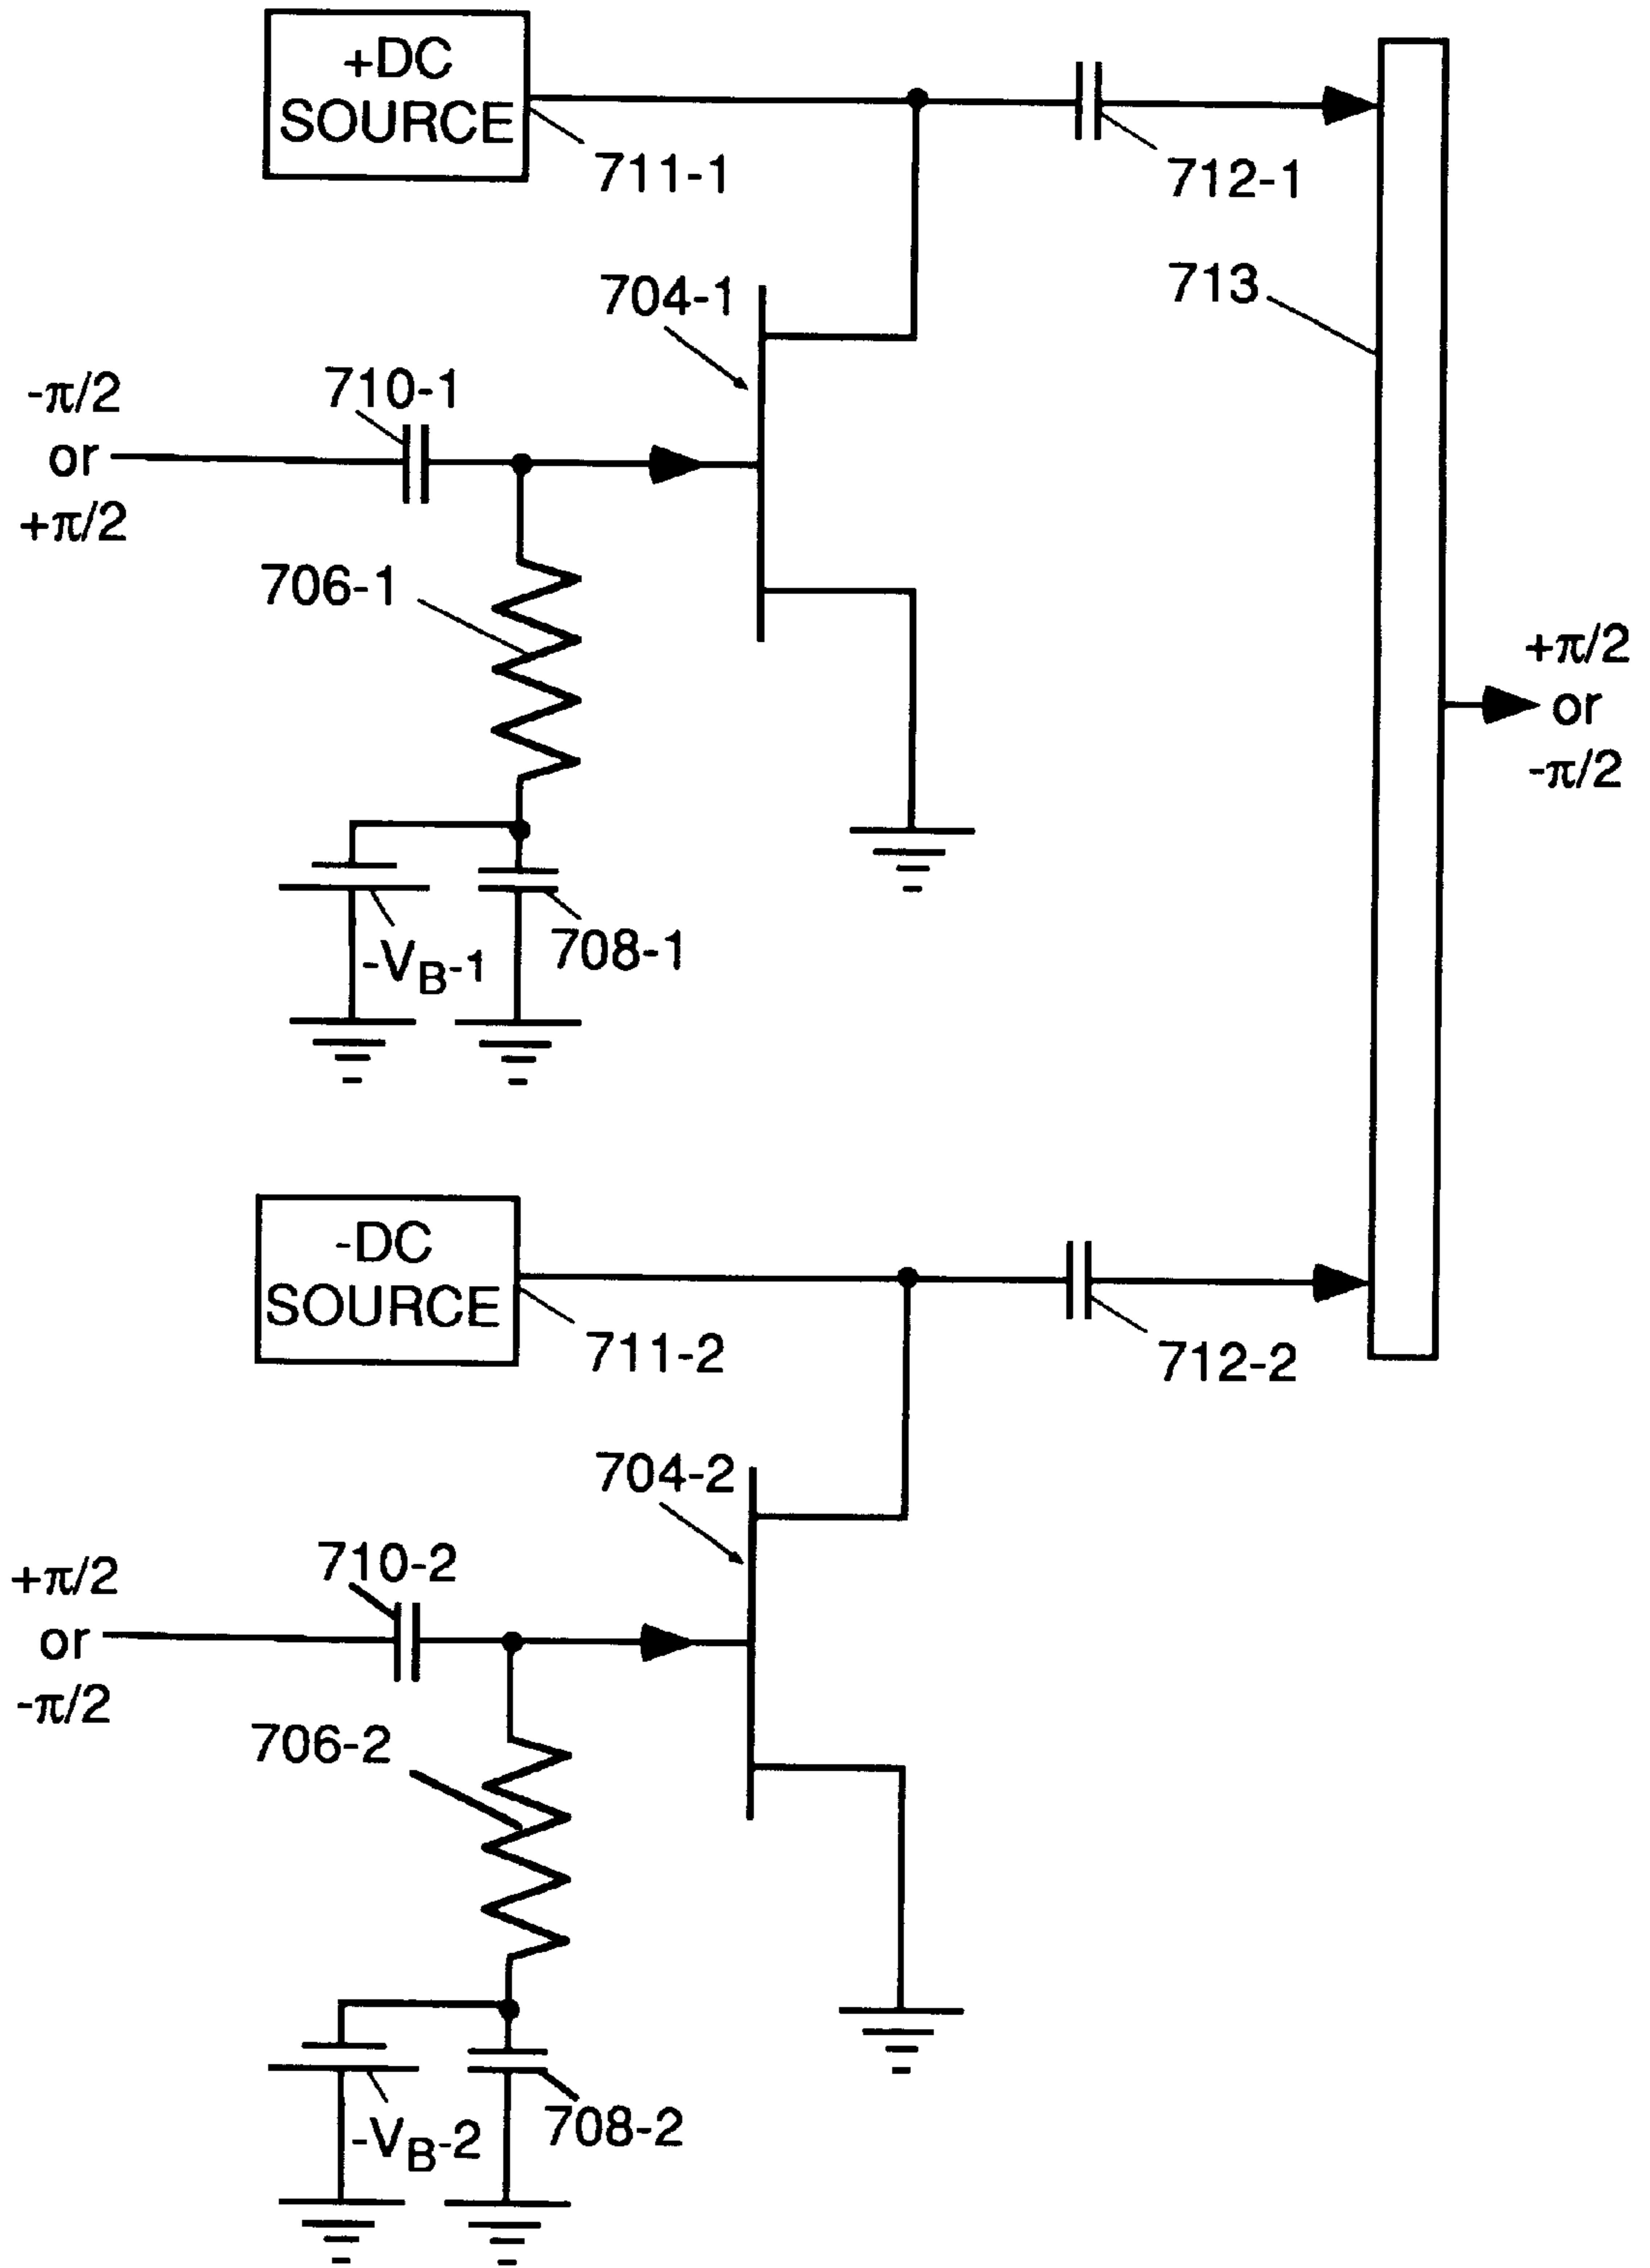 +DC
SOURCE
711-1
712-1
713
704-1
-π/2
or
+π/2
710-1
706-1
+π/2
or
-π/2
-VB-1
708-1
-DC
SOURCE
711-2
712-2
704-2
+π/2
or
-π/2
710-2
706-2
-VB-2
708-2